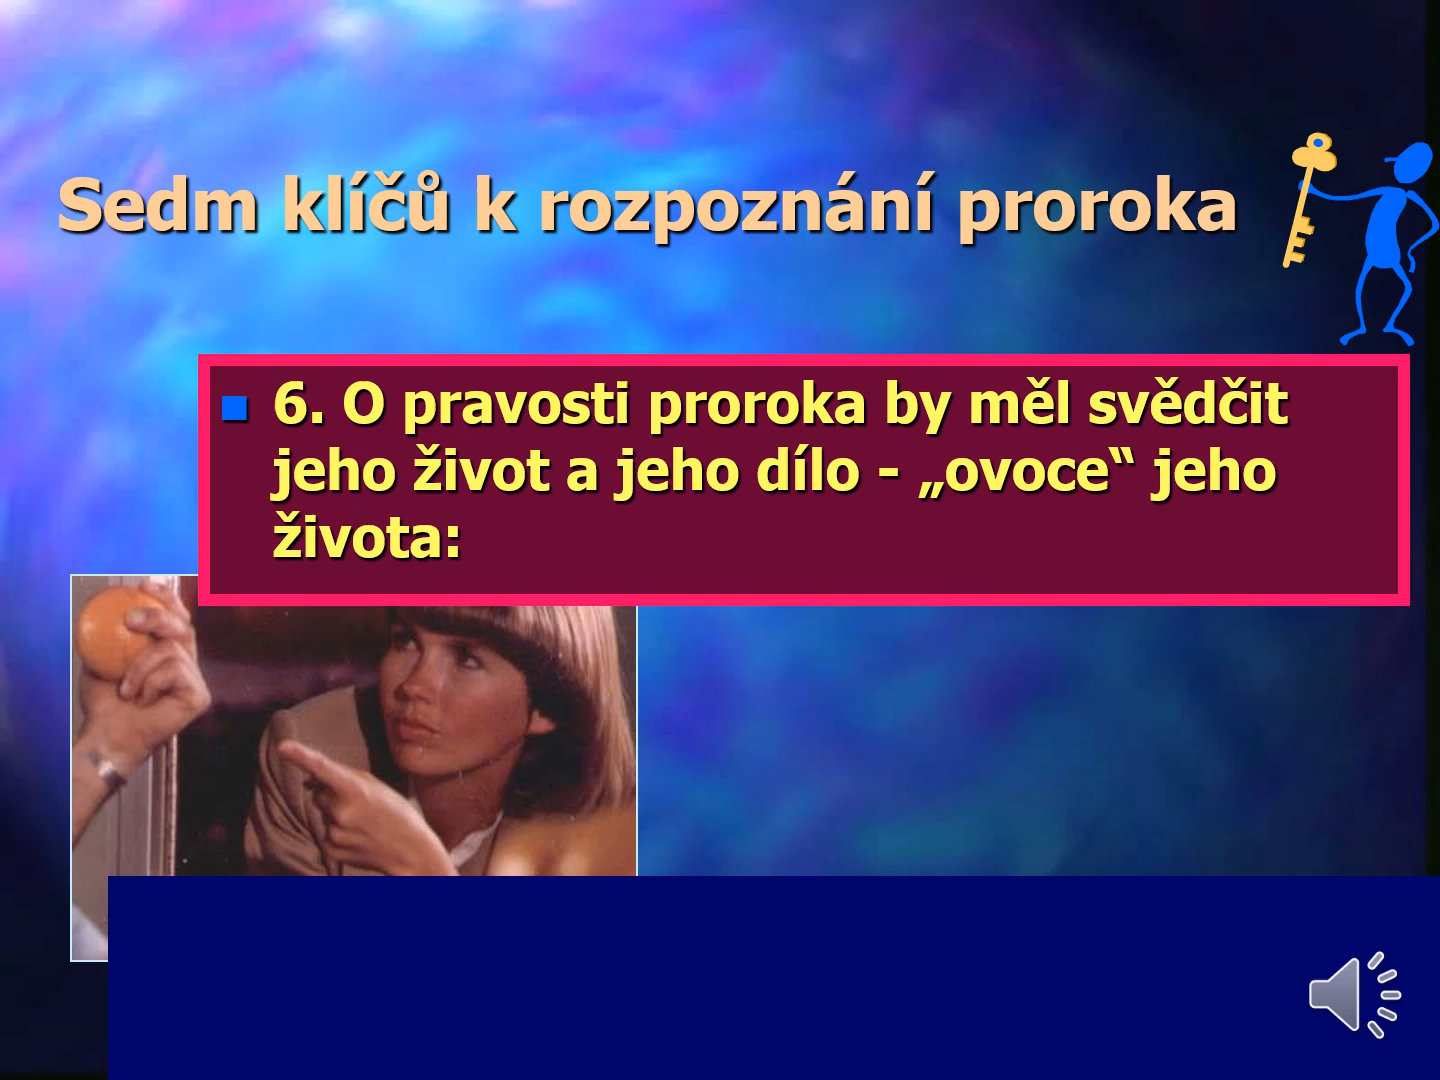 Sedm klíčů k rozpoznání proroka
6. O pravosti proroka by měl svědčit
jeho život a jeho dílo - „ovoce“ jeho
života: